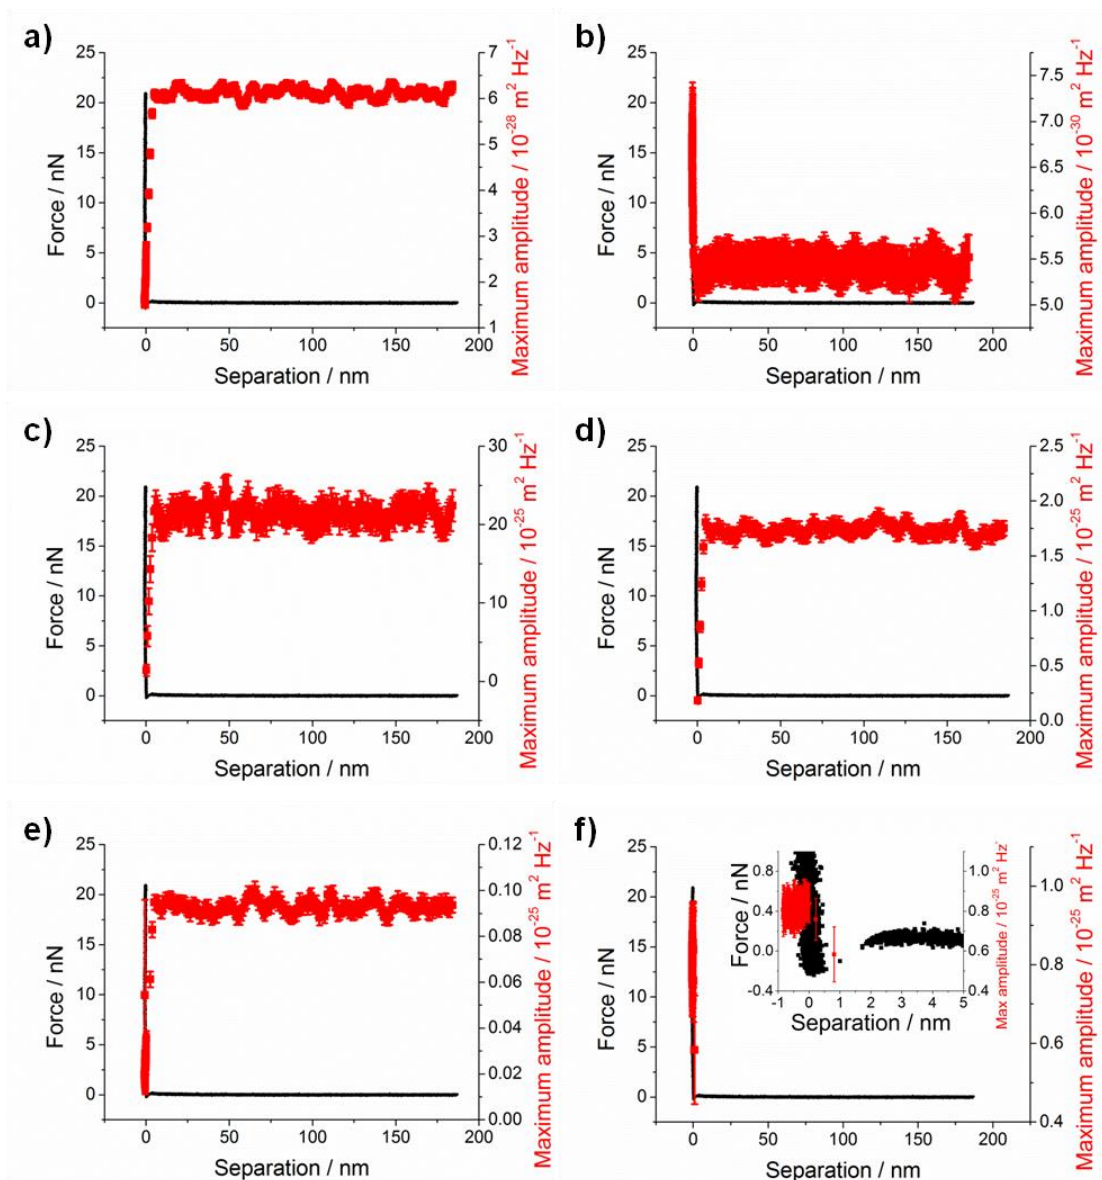 a)
25
20
15
10
5
0
Force / nN
0 50 100 150 200
Separation / nm
7
6
5
4
3
2
1
Maximum amplitude / 10⁻²⁸ m² Hz⁻¹
b)
25
20
15
10
5
0
Force / nN
0 50 100 150 200
Separation / nm
7.5
7.0
6.5
6.0
5.5
5.0
Maximum amplitude / 10⁻³⁰ m² Hz⁻¹
c)
25
20
15
10
5
0
Force / nN
0 50 100 150 200
Separation / nm
30
20
10
0
Maximum amplitude / 10⁻²⁵ m² Hz⁻¹
d)
25
20
15
10
5
0
Force / nN
0 50 100 150 200
Separation / nm
2.5
2.0
1.5
1.0
0.5
0.0
Maximum amplitude / 10⁻²⁵ m² Hz⁻¹
e)
25
20
15
10
5
0
Force / nN
0 50 100 150 200
Separation / nm
0.12
0.10
0.08
0.06
0.04
0.02
0.00
Maximum amplitude / 10⁻²⁵ m² Hz⁻¹
f)
25
20
15
10
5
0
Force / nN
0 50 100 150 200
Separation / nm
1.0
0.8
0.6
0.4
Maximum amplitude / 10⁻²⁵ m² Hz⁻¹
0.8
0.4
0.0
-0.4
Force / nN
-1 0 1 2 3 4 5
Separation / nm
1.0
0.8
0.6
0.4
Max amplitude / 10⁻²⁵ m² Hz⁻